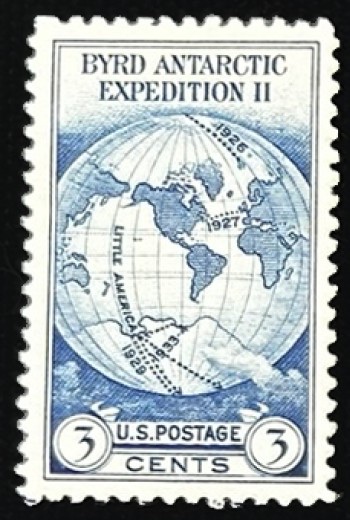 BYRD ANTARCTIC
EXPEDITION II
1926
1927
LITTLE AMERICA
1933
1929
3 U.S.POSTAGE 3
CENTS